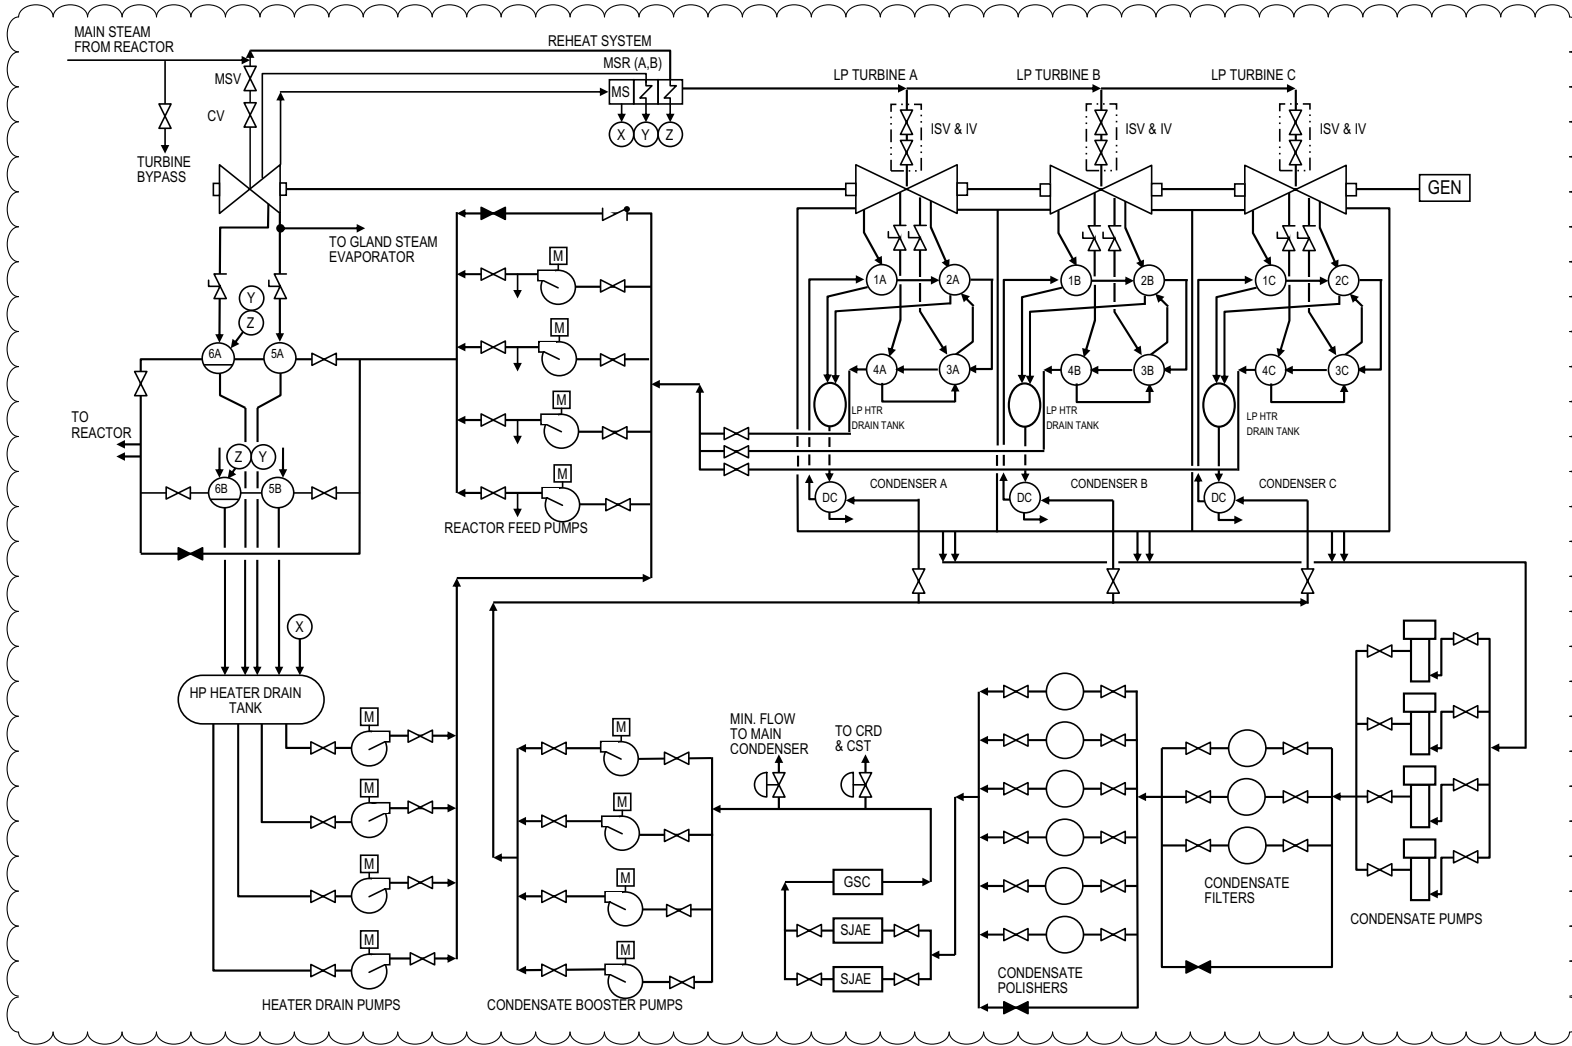 MAIN STEAM
FROM REACTOR
REHEAT SYSTEM
MSR (A,B)
LP TURBINE A
LP TURBINE B
LP TURBINE C
MSV
MS
CV
ISV & IV
ISV & IV
ISV & IV
X
Y
Z
TURBINE
BYPASS
GEN
TO GLAND STEAM
EVAPORATOR
M
1A
2A
1B
2B
1C
2C
Y
Z
M
6A
5A
4A
3A
4B
3B
4C
3C
M
LP HTR
DRAIN TANK
LP HTR
DRAIN TANK
LP HTR
DRAIN TANK
TO
REACTOR
Z
Y
M
6B
5B
CONDENSER A
CONDENSER B
CONDENSER C
DC
DC
DC
REACTOR FEED PUMPS
X
HP HEATER DRAIN
TANK
M
M
M
M
HEATER DRAIN PUMPS
M
M
M
M
CONDENSATE BOOSTER PUMPS
MIN. FLOW
TO MAIN
CONDENSER
TO CRD
& CST
GSC
SJAE
SJAE
CONDENSATE
POLISHERS
CONDENSATE
FILTERS
CONDENSATE PUMPS